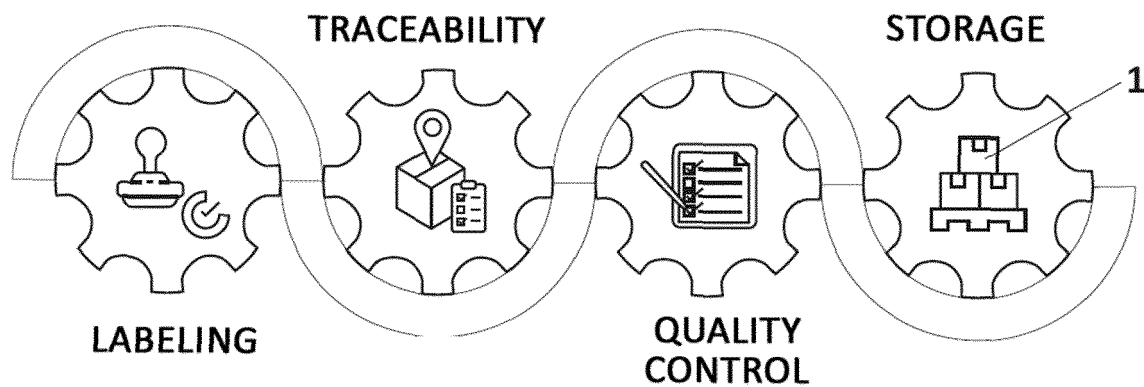 TRACEABILITY
STORAGE
1
LABELING
QUALITY
CONTROL